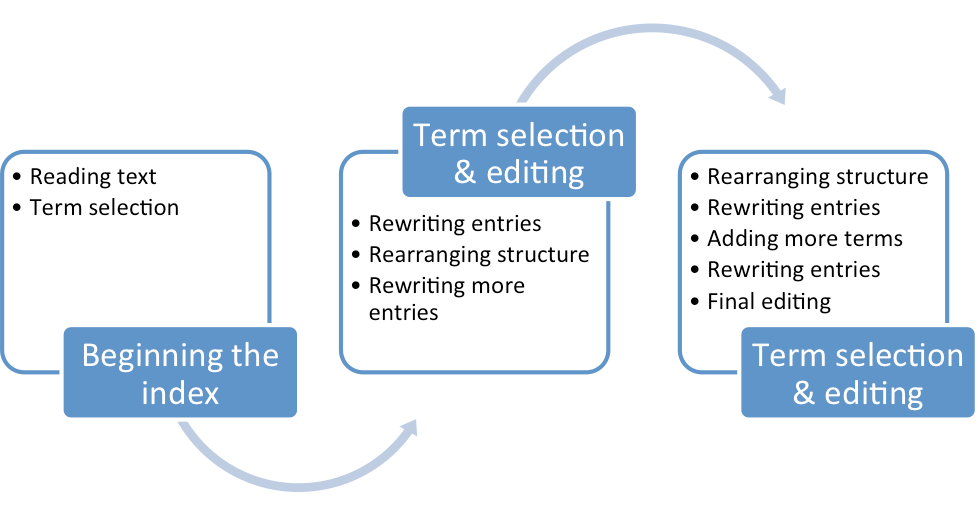 • Reading text
• Term selection
Beginning the
index
Term selection
& editing
• Rewriting entries
• Rearranging structure
• Rewriting more
entries
• Rearranging structure
• Rewriting entries
• Adding more terms
• Rewriting entries
• Final editing
Term selection
& editing